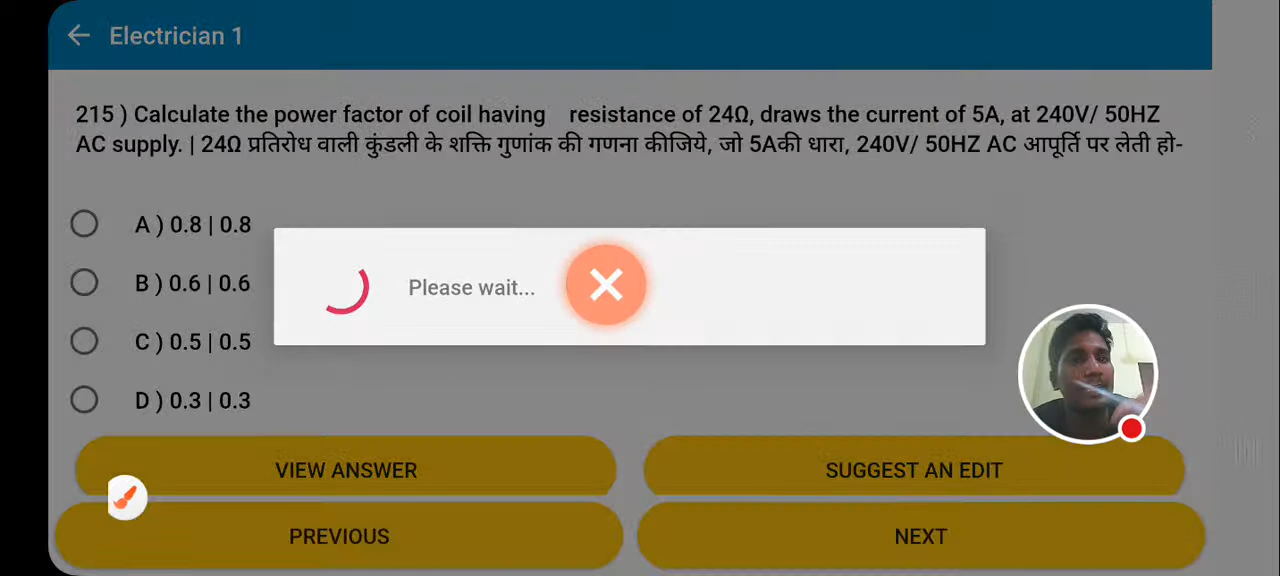 Electrician 1
215 ) Calculate the power factor of coil having resistance of 24Ω, draws the current of 5A, at 240V/ 50HZ
AC supply. | 24Ω प्रतिरोध वाली कुंडली के शक्ति गुणांक की गणना कीजिये, जो 5Aकी धारा, 240V/ 50HZ AC आपूर्ति पर लेती हो-
A ) 0.8 | 0.8
B ) 0.6 | 0.6
Please wait...
C ) 0.5 | 0.5
D ) 0.3 | 0.3
VIEW ANSWER
SUGGEST AN EDIT
PREVIOUS
NEXT